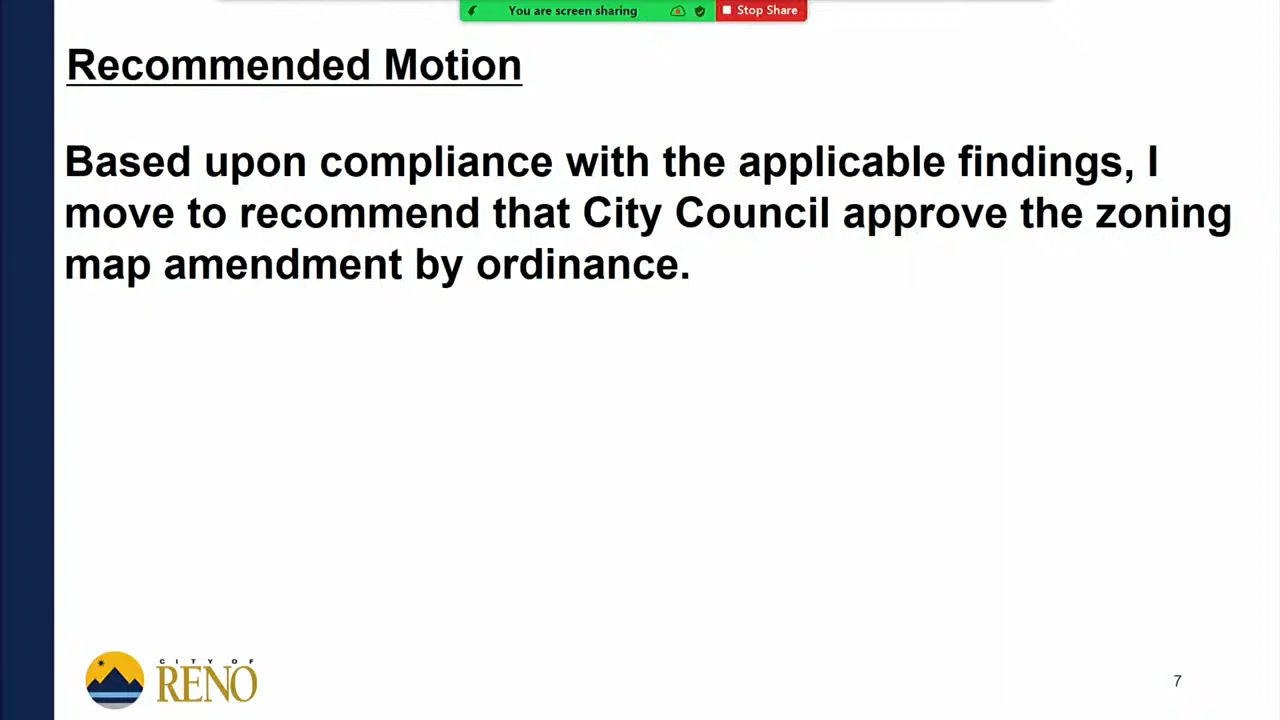 You are screen sharing
Stop Share
Recommended Motion
Based upon compliance with the applicable findings, I
move to recommend that City Council approve the zoning
map amendment by ordinance.
CITY OF
RENO
7